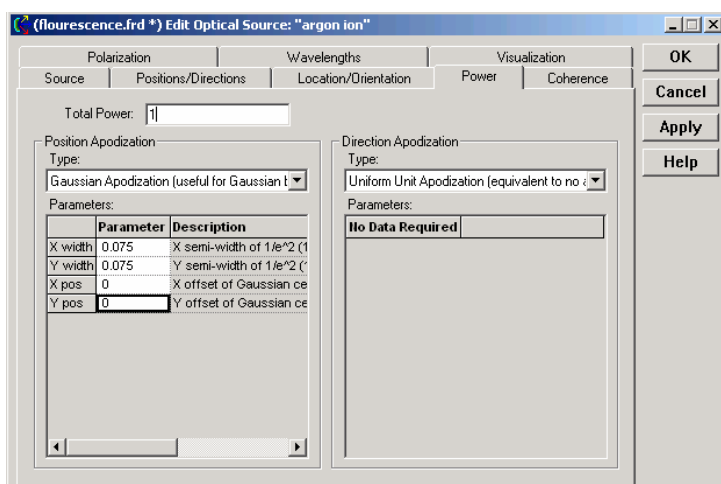 (flourescence.frd *) Edit Optical Source: "argon ion"
Polarization Wavelengths Visualization
Source Positions/Directions Location/Orientation Power Coherence
OK
Cancel
Apply
Help
Total Power: 1
Position Apodization
Type:
Gaussian Apodization (useful for Gaussian
Parameters:
Parameter Description
X width 0.075 X semi-width of 1/e^2 (
Y width 0.075 Y semi-width of 1/e^2 (
X pos 0 X offset of Gaussian ce
Y pos 0 Y offset of Gaussian ce
Direction Apodization
Type:
Uniform Unit Apodization (equivalent to no
Parameters:
No Data Required